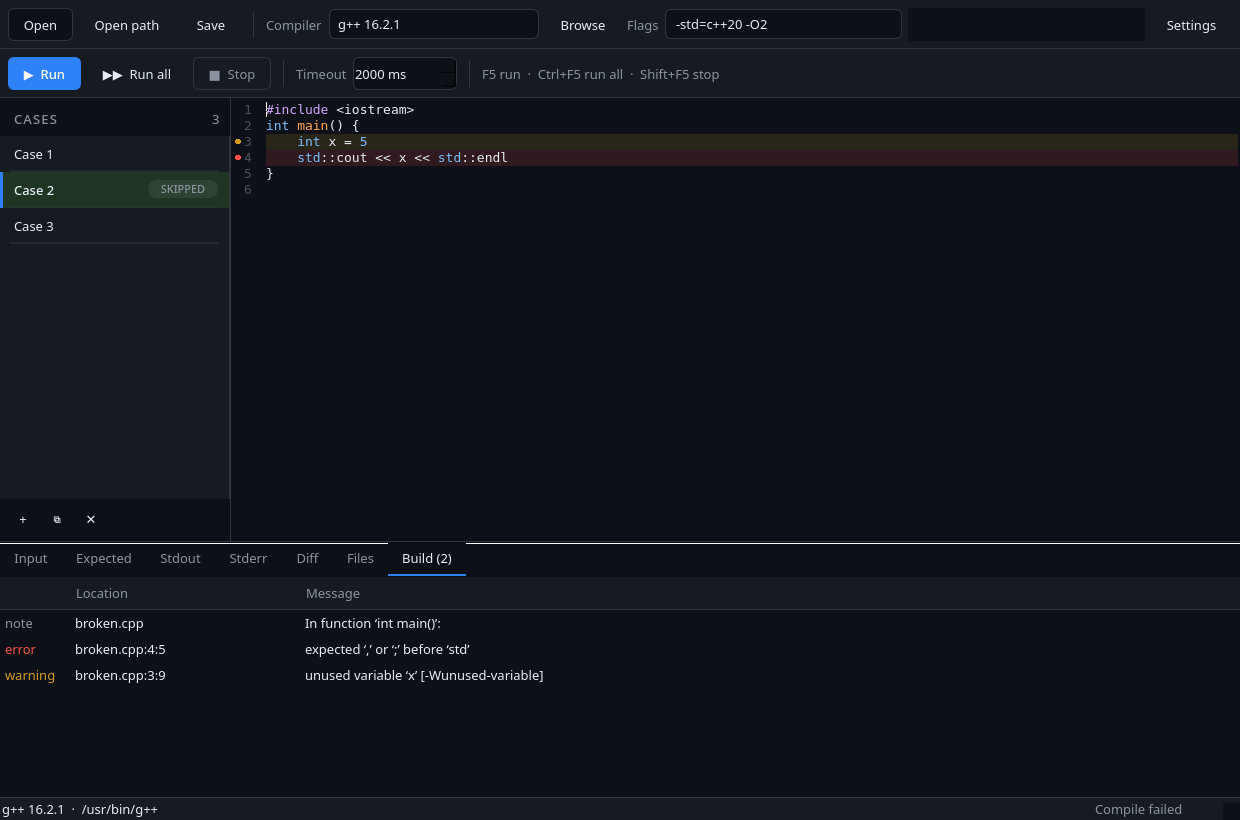 Open Open path Save Compiler g++ 16.2.1 Browse Flags -std=c++20 -O2 Settings
▶ Run ▶▶ Run all ■ Stop Timeout 2000 ms F5 run · Ctrl+F5 run all · Shift+F5 stop
CASES 3
Case 1
Case 2 SKIPPED
Case 3
+ ⧉ ✕
1 #include <iostream>
2 int main() {
3     int x = 5
4     std::cout << x << std::endl
5 }
6
Input Expected Stdout Stderr Diff Files Build (2)
Location Message
note broken.cpp In function ‘int main()’:
error broken.cpp:4:5 expected ‘,’ or ‘;’ before ‘std’
warning broken.cpp:3:9 unused variable ‘x’ [-Wunused-variable]
g++ 16.2.1 · /usr/bin/g++ Compile failed